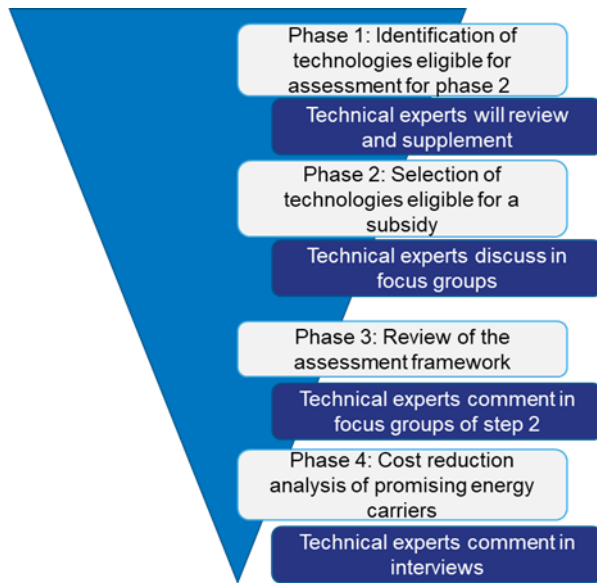 Phase 1: Identification of
technologies eligible for
assessment for phase 2
Technical experts will review
and supplement
Phase 2: Selection of
technologies eligible for a
subsidy
Technical experts discuss in
focus groups
Phase 3: Review of the
assessment framework
Technical experts comment in
focus groups of step 2
Phase 4: Cost reduction
analysis of promising energy
carriers
Technical experts comment in
interviews